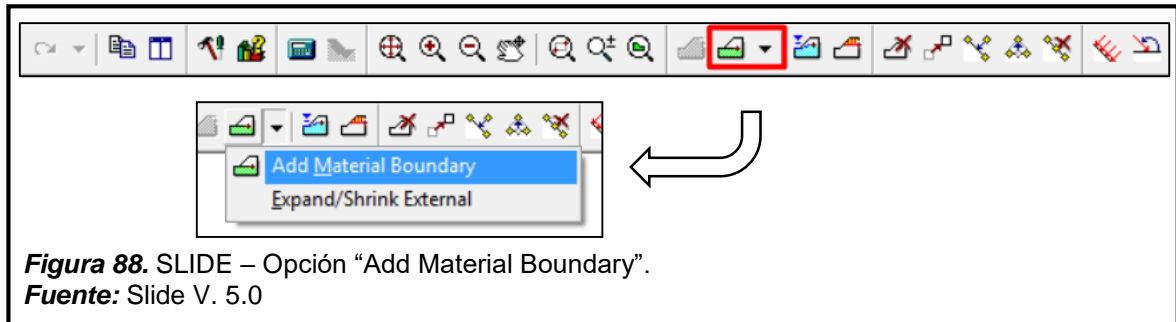 Add Material Boundary
Expand/Shrink External
Figura 88. SLIDE – Opción “Add Material Boundary”.
Fuente: Slide V. 5.0